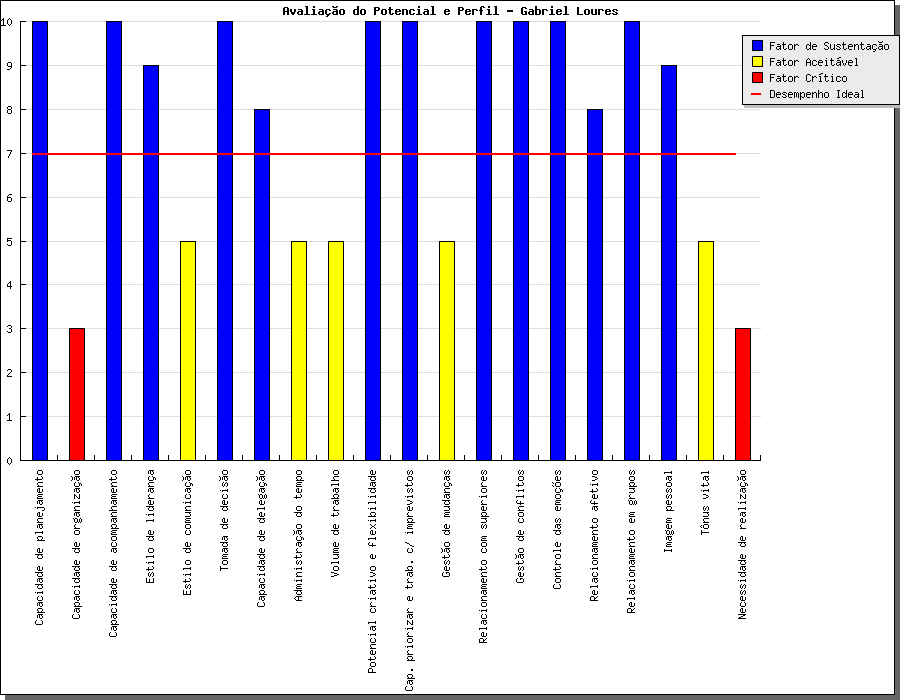 Avaliação do Potencial e Perfil - Gabriel Loures
Fator de Sustentação
Fator Aceitável
Fator Crítico
Desempenho Ideal
10
9
8
7
6
5
4
3
2
1
0
Capacidade de planejamento
Capacidade de organização
Capacidade de acompanhamento
Estilo de liderança
Estilo de comunicação
Tomada de decisão
Capacidade de delegação
Administração do tempo
Volume de trabalho
Potencial criativo e flexibilidade
Cap. priorizar e trab. c/ imprevistos
Gestão de mudanças
Relacionamento com superiores
Gestão de conflitos
Controle das emoções
Relacionamento afetivo
Relacionamento em grupos
Imagem pessoal
Tônus vital
Necessidade de realização